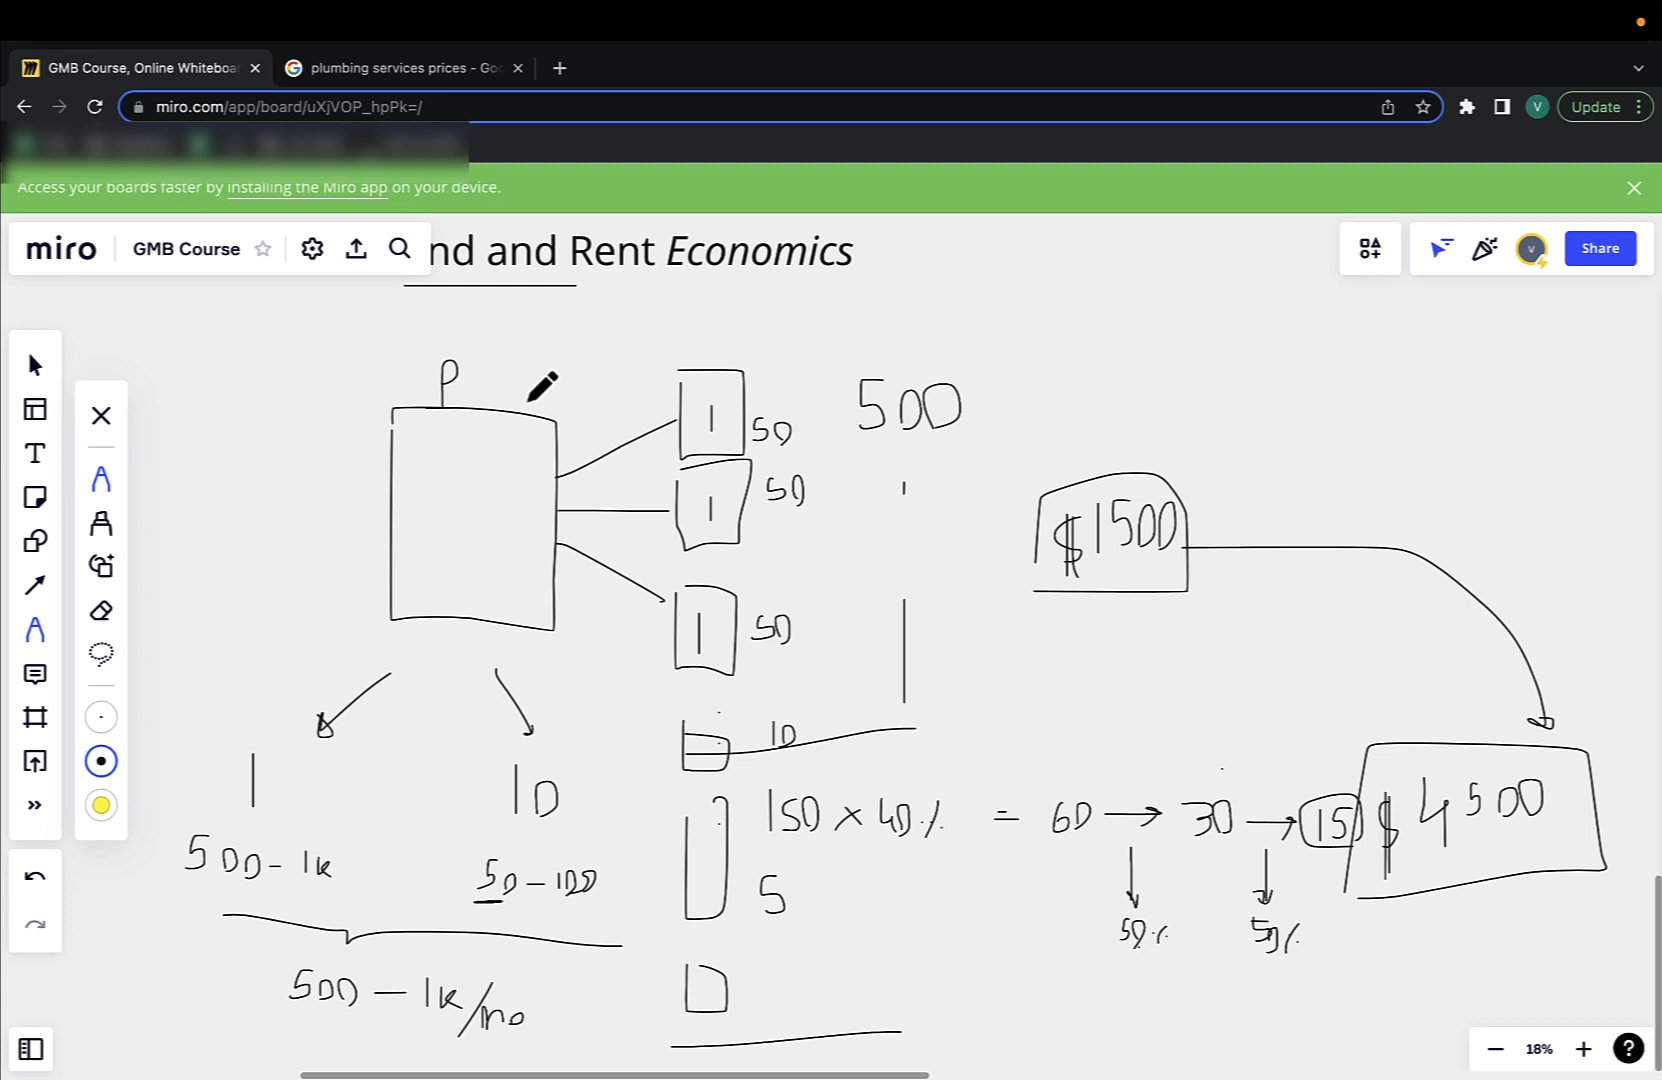 GMB Course, Online Whiteboa
plumbing services prices - Goo
miro.com/app/board/uXjVOP_hpPk=/
V
Update
Access your boards faster by installing the Miro app on your device.
miro
GMB Course
nd and Rent Economics
V
Share
P
1
50
500
1
50
$1500
1
50
10
1
10
150 x 40% = 60 → 30 → 15 $4500
500 - 1k
50 - 100
5
50%
50%
500 - 1k/mo
18%